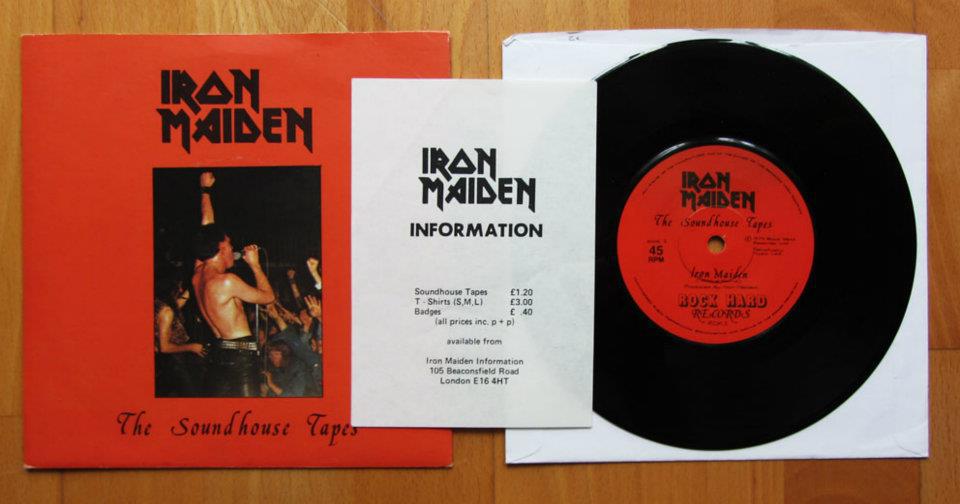 IRON
MAIDEN
The Soundhouse Tapes
IRON
MAIDEN
INFORMATION
Soundhouse Tapes £1.20
T - Shirts (S,M,L) £3.00
Badges £ .40
(all prices inc. p + p)
available from
Iron Maiden Information
105 Beaconsfield Road
London E16 4HT
IRON
MAIDEN
The Soundhouse Tapes
45
RPM
Iron Maiden
ROCK HARD
RECORDS